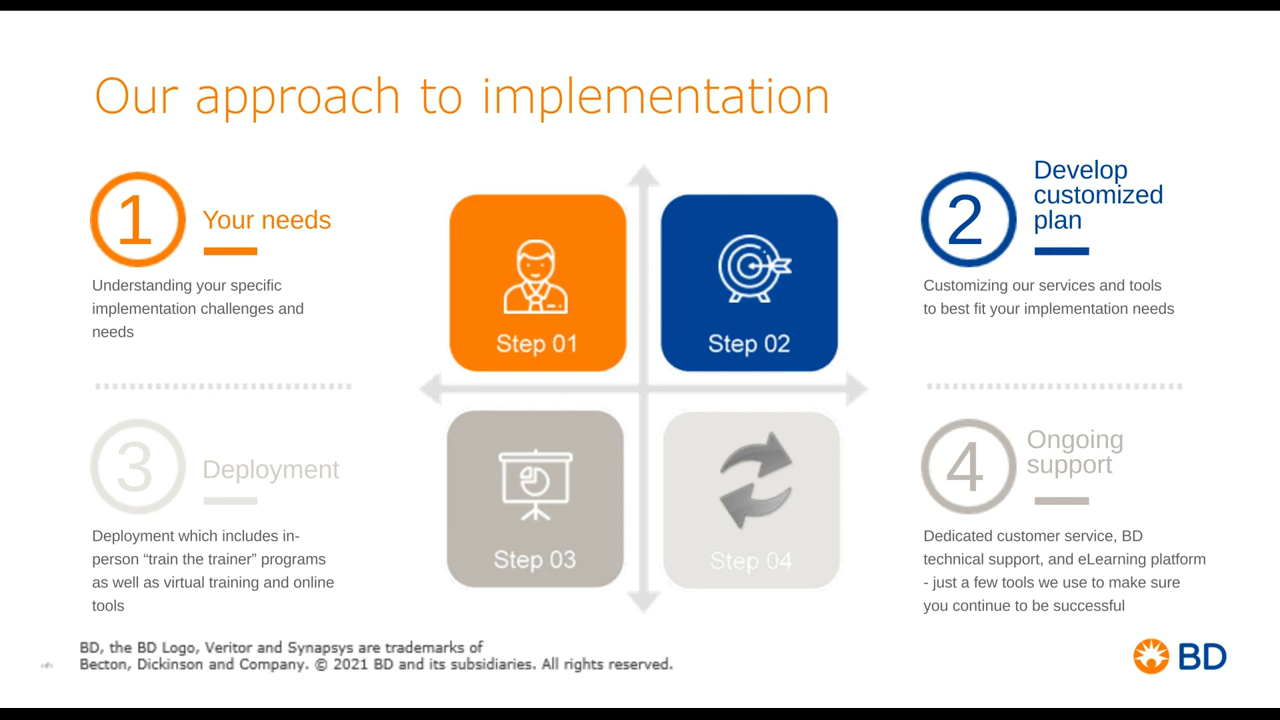 Our approach to implementation
1
Your needs
Understanding your specific
implementation challenges and
needs
2
Develop
customized
plan
Customizing our services and tools
to best fit your implementation needs
Step 01
Step 02
3
Deployment
Deployment which includes in-
person “train the trainer” programs
as well as virtual training and online
tools
Step 03
Step 04
4
Ongoing
support
Dedicated customer service, BD
technical support, and eLearning platform
- just a few tools we use to make sure
you continue to be successful
BD, the BD Logo, Veritor and Synapsys are trademarks of
Becton, Dickinson and Company. © 2021 BD and its subsidiaries. All rights reserved.
BD